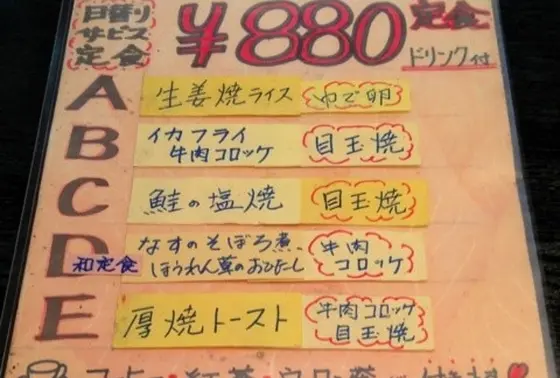 日替り
サービス
定食
¥880
定食
ドリンク付
A
生姜焼ライス
ゆで卵
B
イカフライ
牛肉コロッケ
目玉焼
C
鮭の塩焼
目玉焼
D
和定食
なすのそぼろ煮、
ほうれん草のおひたし
牛肉
コロッケ
E
厚焼トースト
牛肉コロッケ
目玉焼